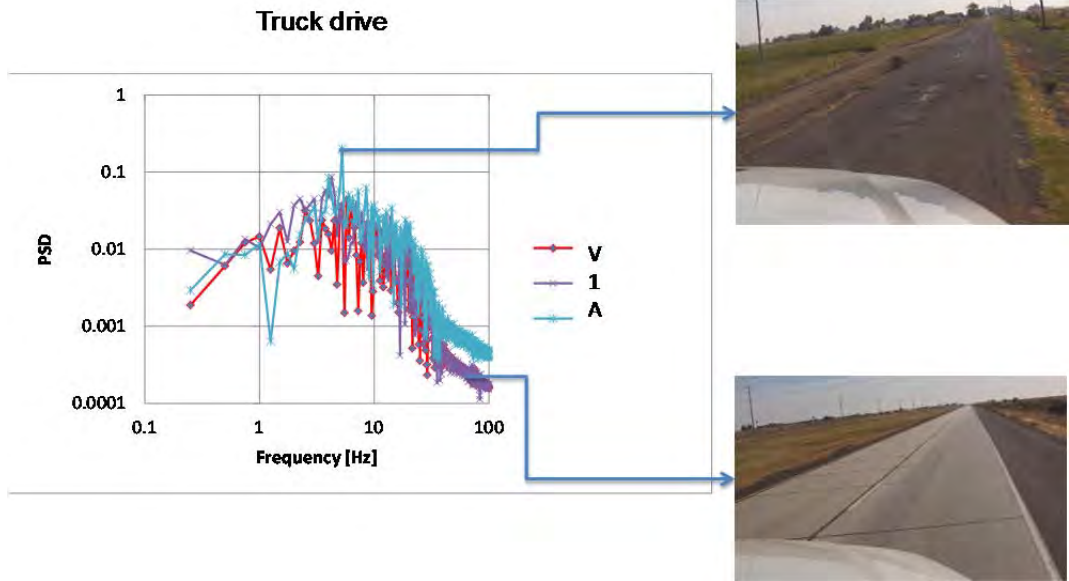 Truck drive
1
0.1
0.01
0.001
0.0001
PSD
0.1 1 10 100
Frequency [Hz]
V
1
A